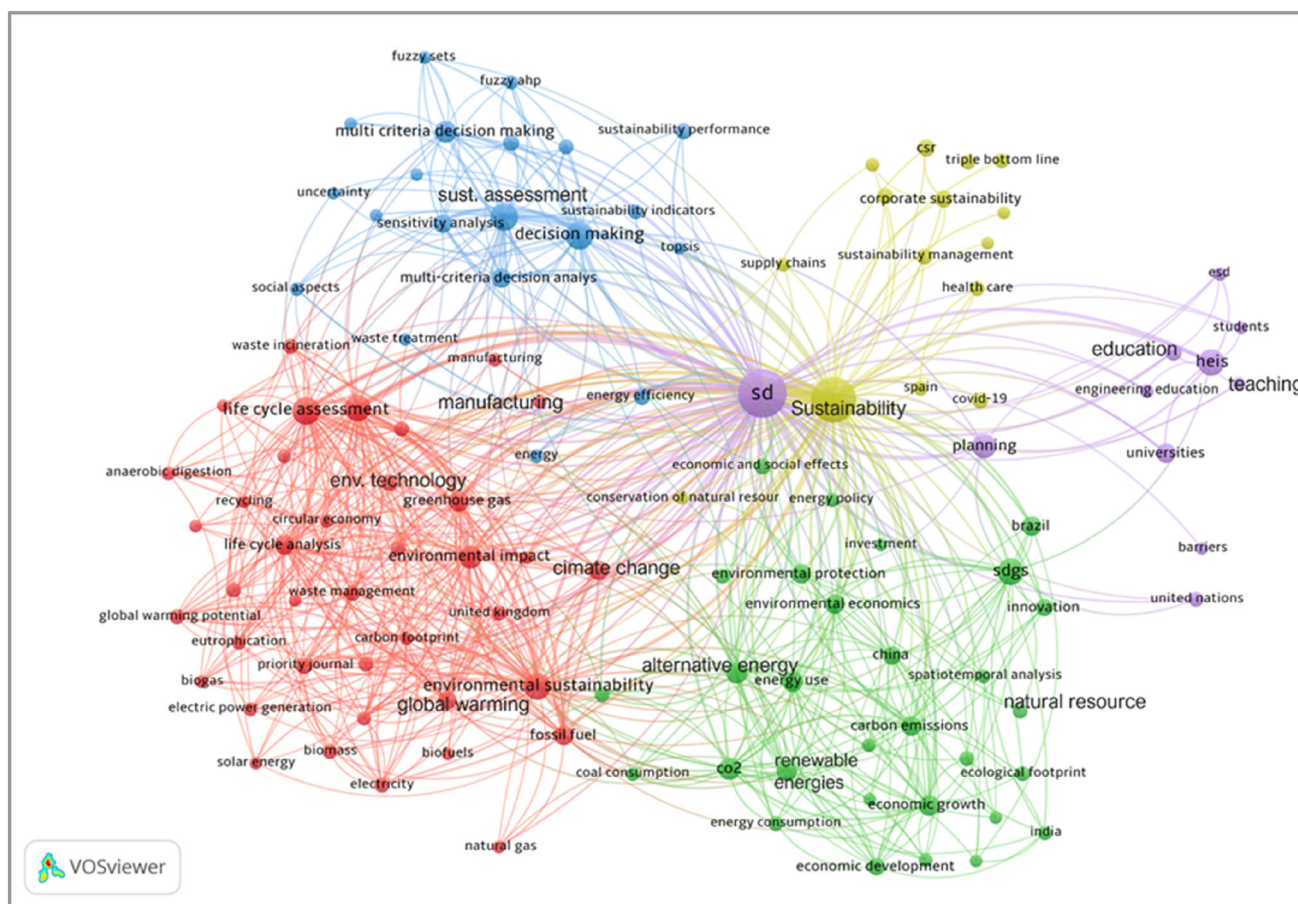 fuzzy sets
fuzzy ahp
multi criteria decision making
sustainability performance
csr
triple bottom line
uncertainty
sust. assessment
corporate sustainability
sensitivity analysis
sustainability indicators
decision making
topsis
sustainability management
supply chains
multi-criteria decision analys
esd
social aspects
health care
students
waste incineration
waste treatment
manufacturing
education
heis
teaching
engineering education
energy efficiency
sd
spain
covid-19
manufacturing
life cycle assessment
Sustainability
planning
universities
energy
economic and social effects
anaerobic digestion
env. technology
recycling
greenhouse gas
conservation of natural resour
energy policy
circular economy
brazil
life cycle analysis
environmental impact
investment
barriers
cimate change
environmental protection
sdgs
waste management
united nations
global warming potential
united kingdom
environmental economics
innovation
eutrophication
carbon footprint
china
priority journal
alternative energy
spatiotemporal analysis
biogas
environmental sustainability
energy use
global warming
natural resource
electric power generation
fossil fuel
carbon emissions
solar energy
biomass
biofuels
renewable
energies
co2
coal consumption
ecological footprint
electricity
economic growth
energy consumption
india
natural gas
economic development
VOSviewer